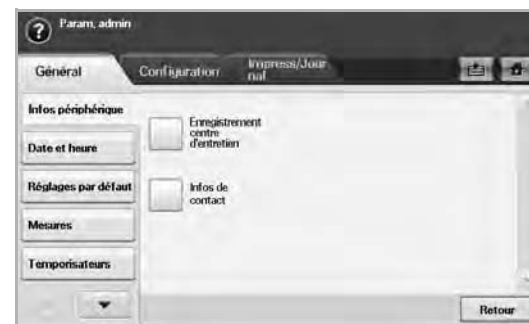 Param. admin
Général
Configuration
Impress/Jour
nal
Infos périphérique
Date et heure
Réglages par défaut
Mesures
Temporisateurs
Enregistrement
centre
d'entretien
Infos de
contact
Retour